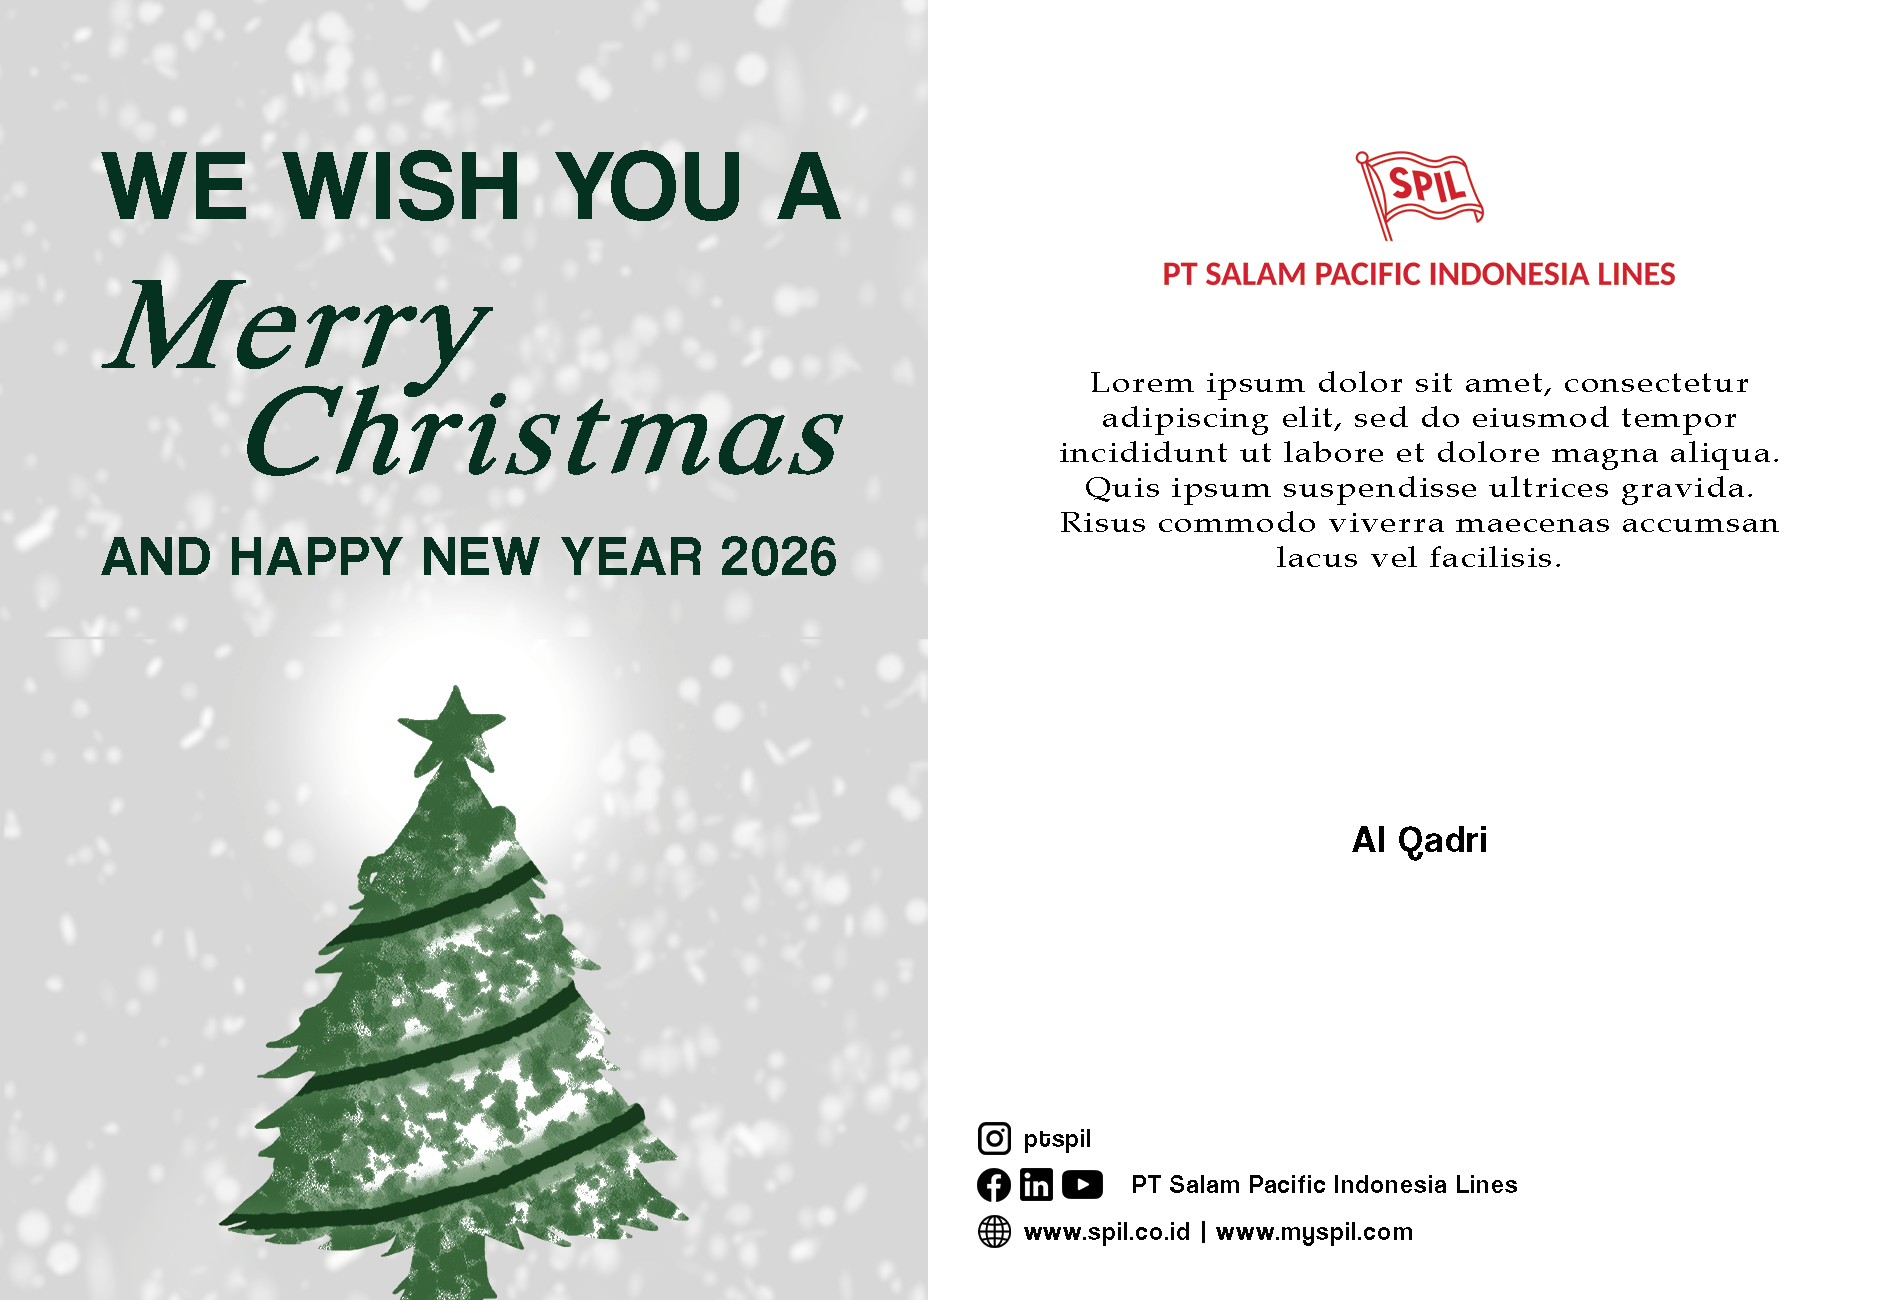 WE WISH YOU A
Merry
Christmas
AND HAPPY NEW YEAR 2026
SPIL
PT SALAM PACIFIC INDONESIA LINES
Lorem ipsum dolor sit amet, consectetur
adipiscing elit, sed do eiusmod tempor
incididunt ut labore et dolore magna aliqua.
Quis ipsum suspendisse ultrices gravida.
Risus commodo viverra maecenas accumsan
lacus vel facilisis.
Al Qadri
ptspil
PT Salam Pacific Indonesia Lines
www.spil.co.id | www.myspil.com